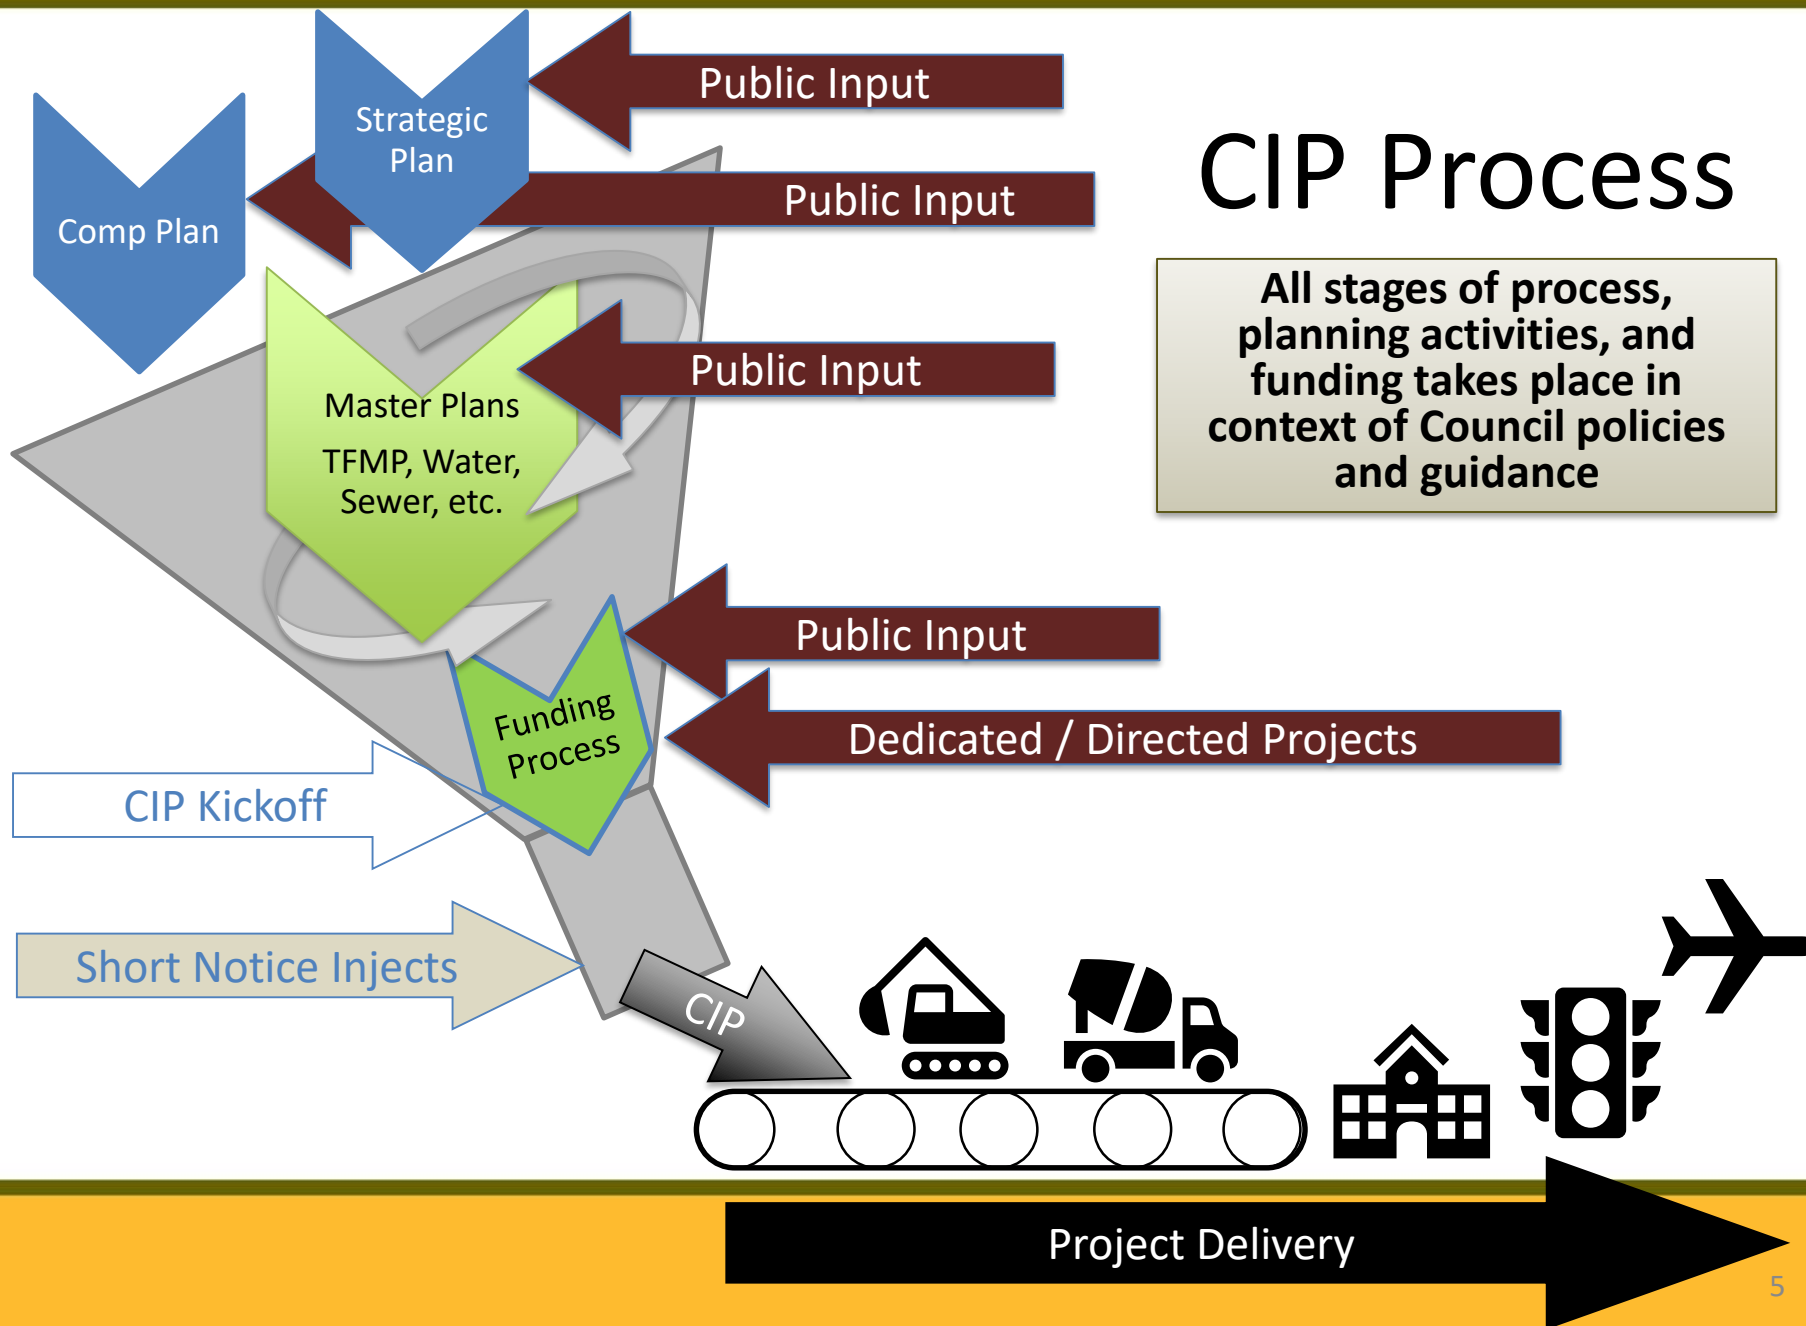 Public Input
Strategic
Plan
CIP Process
Public Input
Comp Plan
All stages of process,
planning activities, and
funding takes place in
context of Council policies
and guidance
Public Input
Master Plans
TFMP, Water,
Sewer, etc.
Public Input
Funding
Process
Dedicated / Directed Projects
CIP Kickoff
Short Notice Injects
CIP
Project Delivery
5